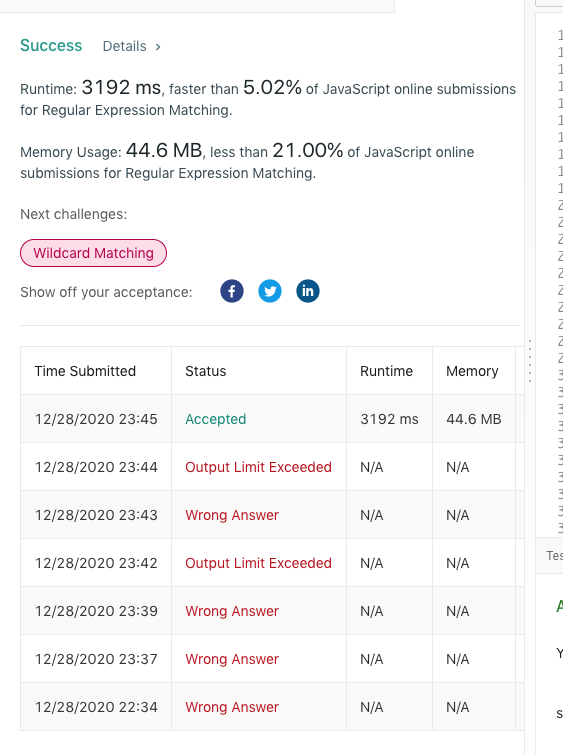 Success Details ›
Runtime: 3192 ms, faster than 5.02% of JavaScript online submissions
for Regular Expression Matching.
Memory Usage: 44.6 MB, less than 21.00% of JavaScript online
submissions for Regular Expression Matching.
Next challenges:
Wildcard Matching
Show off your acceptance:
Time Submitted Status Runtime Memory
12/28/2020 23:45 Accepted 3192 ms 44.6 MB
12/28/2020 23:44 Output Limit Exceeded N/A N/A
12/28/2020 23:43 Wrong Answer N/A N/A
12/28/2020 23:42 Output Limit Exceeded N/A N/A
12/28/2020 23:39 Wrong Answer N/A N/A
12/28/2020 23:37 Wrong Answer N/A N/A
12/28/2020 22:34 Wrong Answer N/A N/A